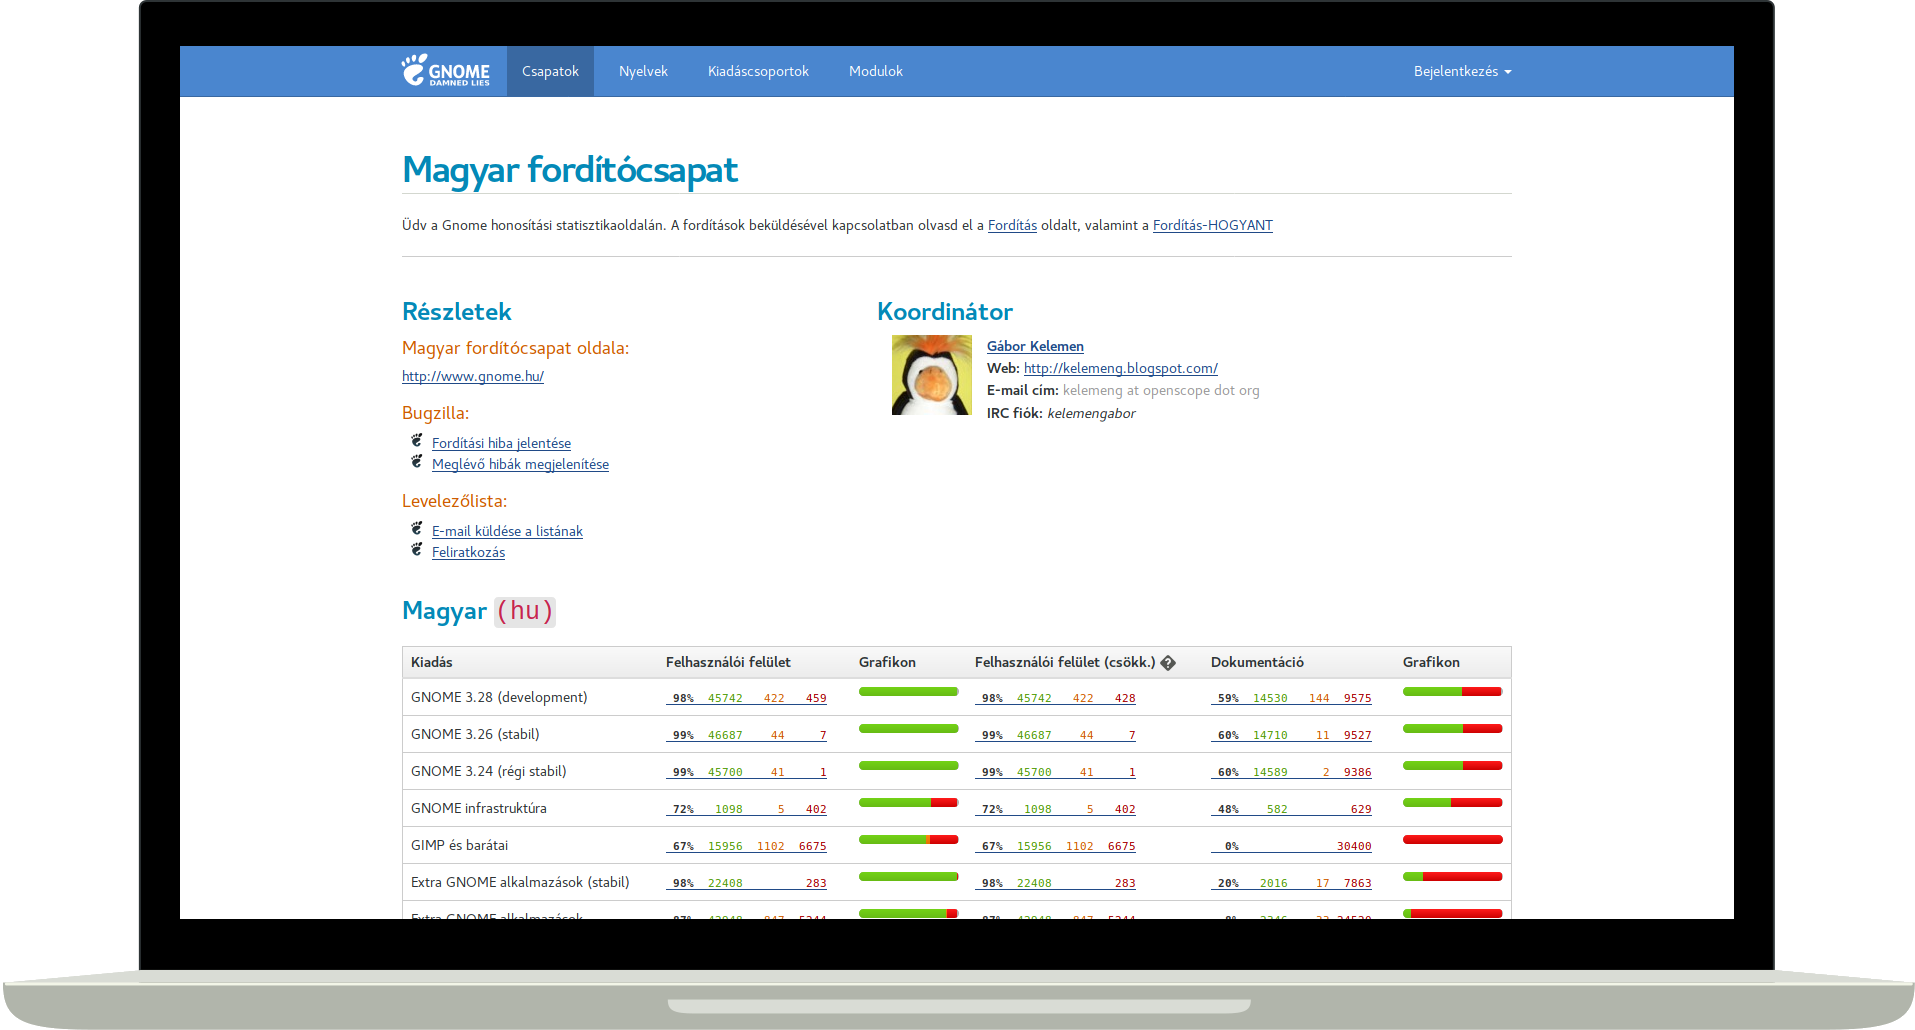 GNOME
DAMNED LIES
Csapatok Nyelvek Kiadáscsoportok Modulok Bejelentkezés
Magyar fordítócsapat
Üdv a Gnome honosítási statisztikaoldalán. A fordítások beküldésével kapcsolatban olvasd el a Fordítás oldalt, valamint a Fordítás-HOGYANT
Részletek
Magyar fordítócsapat oldala:
http://www.gnome.hu/
Bugzilla:
Fordítási hiba jelentése
Meglévő hibák megjelenítése
Levelezőlista:
E-mail küldése a listának
Feliratkozás
Koordinátor
Gábor Kelemen
Web: http://kelemeng.blogspot.com/
E-mail cím: kelemeng at openscope dot org
IRC fiók: kelemengabor
Magyar (hu)
Kiadás Felhasználói felület Grafikon Felhasználói felület (csökk.) ? Dokumentáció Grafikon
GNOME 3.28 (development) 98% 45742 422 459 98% 45742 422 428 59% 14530 144 9575
GNOME 3.26 (stabil) 99% 46687 44 7 99% 46687 44 7 60% 14710 11 9527
GNOME 3.24 (régi stabil) 99% 45700 41 1 99% 45700 41 1 60% 14589 2 9386
GNOME infrastruktúra 72% 1098 5 402 72% 1098 5 402 48% 582 629
GIMP és barátai 67% 15956 1102 6675 67% 15956 1102 6675 0% 30400
Extra GNOME alkalmazások (stabil) 98% 22408 283 98% 22408 283 20% 2016 17 7863
Extra GNOME alkalmazások